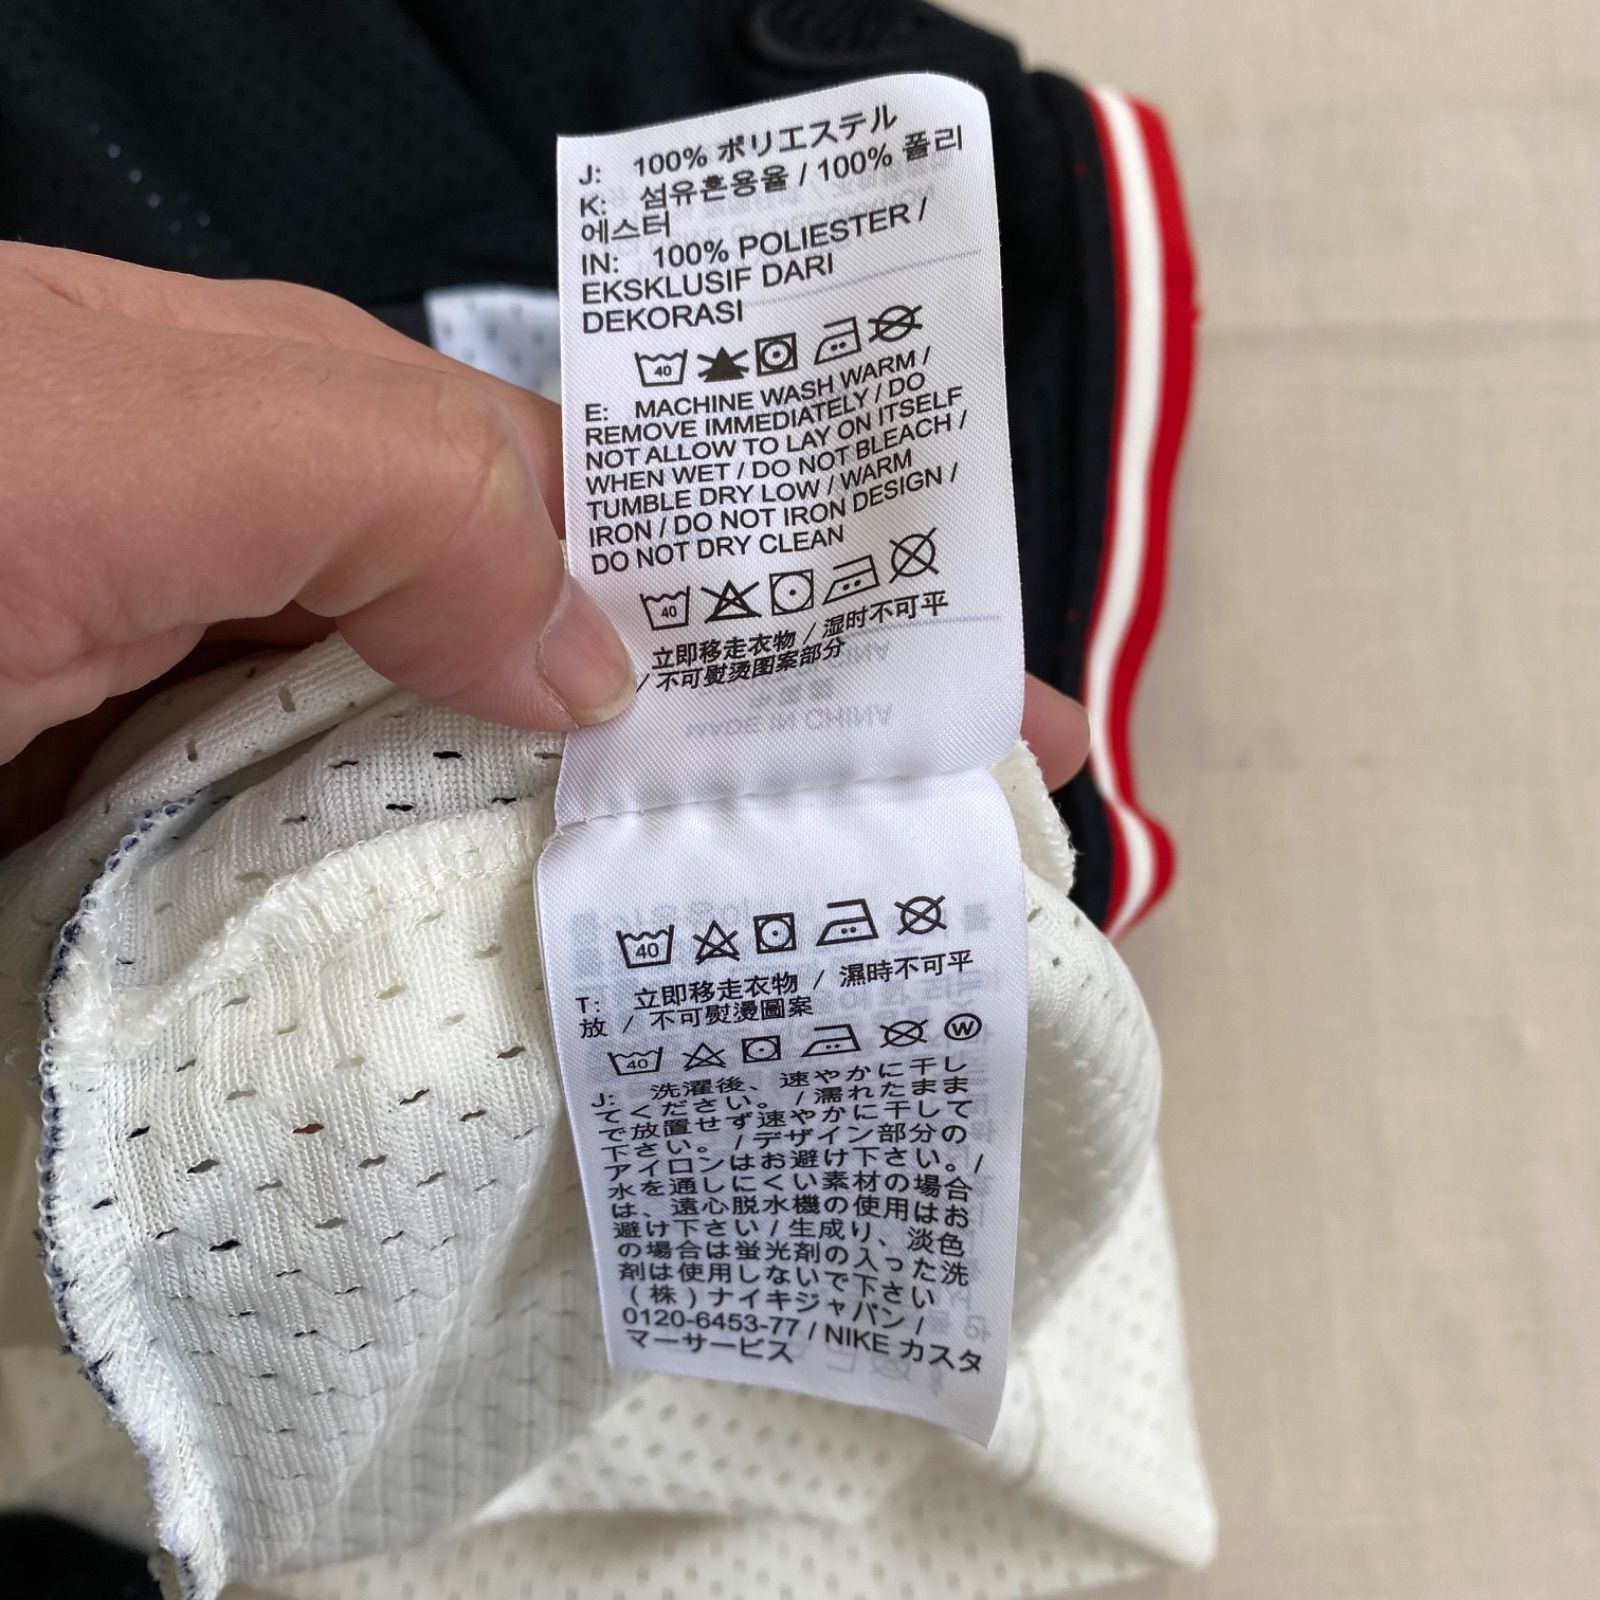 J: 100% ポリエステル
K: 섬유혼용율 / 100% 폴리
에스터
IN: 100% POLIESTER /
EKSKLUSIF DARI
DEKORASI
40
E: MACHINE WASH WARM /
REMOVE IMMEDIATELY / DO
NOT ALLOW TO LAY ON ITSELF
WHEN WET / DO NOT BLEACH /
TUMBLE DRY LOW / WARM
IRON / DO NOT IRON DESIGN /
DO NOT DRY CLEAN
40
立即移走衣物 / 湿时不可平
/ 不可熨烫图案部分
MADE IN CHINA
40
T: 立即移走衣物 / 濕時不可平
放 / 不可熨燙圖案
40 W
J: 洗濯後、速やかに干し
てください。 / 濡れたまま
で放置せず速やかに干して
下さい。 / デザイン部分の
アイロンはお避け下さい。 /
水を通しにくい素材の場合
は、遠心脱水機の使用はお
避け下さい / 生成り、淡色
の場合は蛍光剤の入った洗
剤は使用しないで下さい
(株) ナイキジャパン /
0120-6453-77 / NIKE カスタ
マーサービス